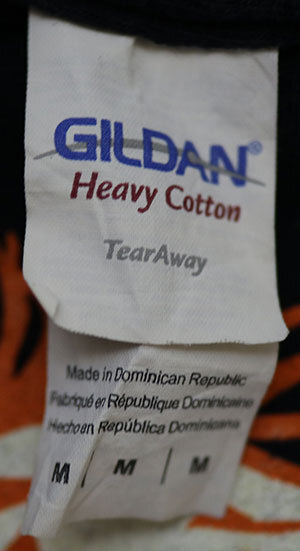 GILDAN®
Heavy Cotton
TearAway
Made in Dominican Republic
Fabriqué en République Dominicaine
Hecho en República Dominicana
M | M | M